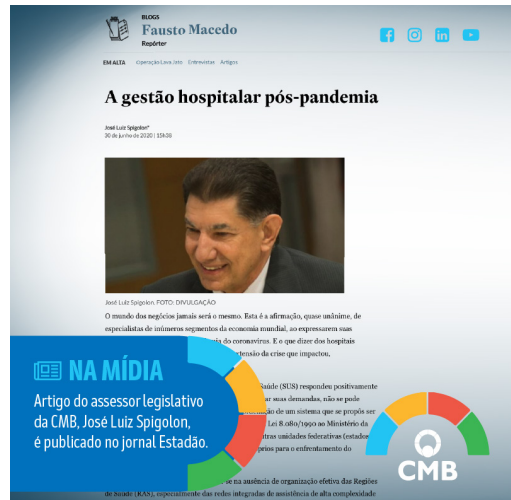 BLOGS
Fausto Macedo
Repórter
EM ALTA Operação Lava Jato Entrevistas Artigos
A gestão hospitalar pós-pandemia
José Luiz Spigolon*
30 de junho de 2020 | 15h30
José Luiz Spigolon. FOTO: DIVULGAÇÃO
O mundo dos negócios jamais será o mesmo. Esta é a afirmação, quase unânime, de
especialistas de inúmeros segmentos da economia mundial, ao expressarem suas
do coronavírus. E o que dizer dos hospitais
da crise que impactou,
(SUS) respondeu positivamente
suas demandas, não se pode
de um sistema que se propôs ser
Lei 8.080/1990 ao Ministério da
unidades federativas (estados
para o enfrentamento do
se na ausência de organização efetiva das Regiões
de Saúde (RAS), especialmente das redes integradas de assistência de alta complexidade
NA MÍDIA
Artigo do assessor legislativo
da CMB, José Luiz Spigolon,
é publicado no jornal Estadão.
CMB